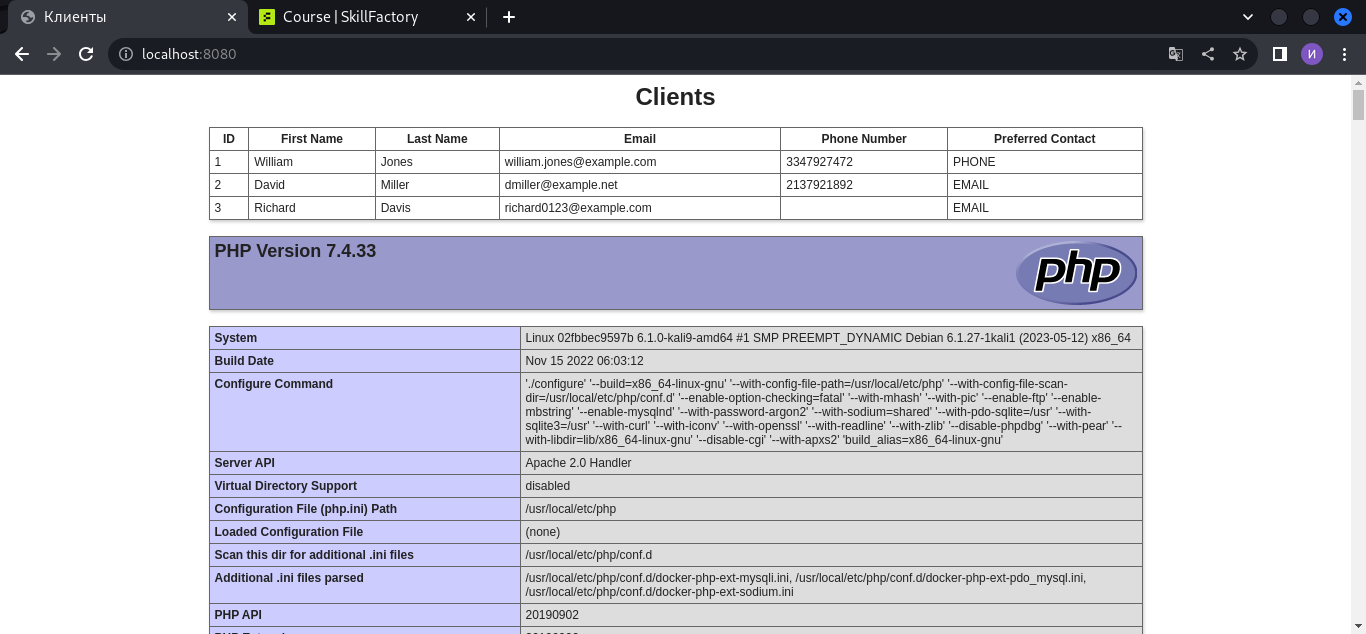 Клиенты
Course | SkillFactory
localhost:8080
И
Clients
ID First Name Last Name Email Phone Number Preferred Contact
1 William Jones william.jones@example.com 3347927472 PHONE
2 David Miller dmiller@example.net 2137921892 EMAIL
3 Richard Davis richard0123@example.com EMAIL
PHP Version 7.4.33
php
System Linux 02fbbec9597b 6.1.0-kali9-amd64 #1 SMP PREEMPT_DYNAMIC Debian 6.1.27-1kali1 (2023-05-12) x86_64
Build Date Nov 15 2022 06:03:12
Configure Command './configure' '--build=x86_64-linux-gnu' '--with-config-file-path=/usr/local/etc/php' '--with-config-file-scan-
dir=/usr/local/etc/php/conf.d' '--enable-option-checking=fatal' '--with-mhash' '--with-pic' '--enable-ftp' '--enable-
mbstring' '--enable-mysqlnd' '--with-password-argon2' '--with-sodium=shared' '--with-pdo-sqlite=/usr' '--with-
sqlite3=/usr' '--with-curl' '--with-iconv' '--with-openssl' '--with-readline' '--with-zlib' '--disable-phpdbg' '--with-pear' '--
with-libdir=lib/x86_64-linux-gnu' '--disable-cgi' '--with-apxs2' 'build_alias=x86_64-linux-gnu'
Server API Apache 2.0 Handler
Virtual Directory Support disabled
Configuration File (php.ini) Path /usr/local/etc/php
Loaded Configuration File (none)
Scan this dir for additional .ini files /usr/local/etc/php/conf.d
Additional .ini files parsed /usr/local/etc/php/conf.d/docker-php-ext-mysqli.ini, /usr/local/etc/php/conf.d/docker-php-ext-pdo_mysql.ini,
/usr/local/etc/php/conf.d/docker-php-ext-sodium.ini
PHP API 20190902